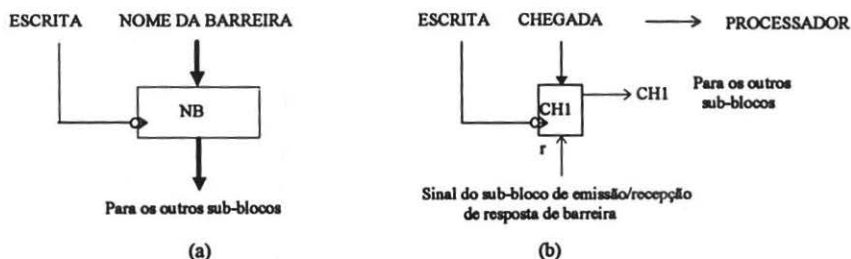 ESCRITA NOME DA BARREIRA
NB
Para os outros sub-blocos
(a)
ESCRITA CHEGADA PROCESSADOR
CH1
CH1
Para os outros
sub-blocos
r
Sinal do sub-bloco de emissão/recepção
de resposta de barreira
(b)